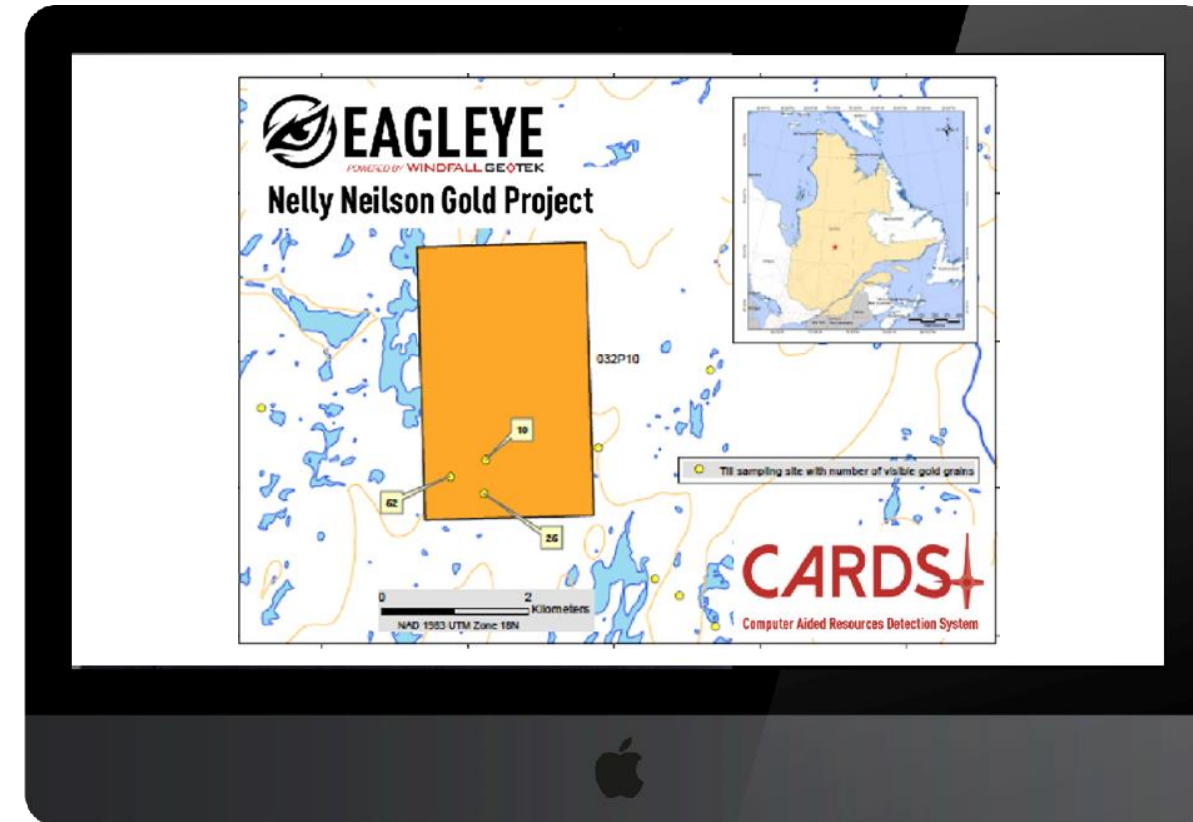 EAGLEYE
POWERED BY WINDFALL GEOTEK
Nelly Neilson Gold Project
032P10
10
62
26
Till sampling site with number of visible gold grains
0 2
Kilometers
NAD 1983 UTM Zone 18N
CARDS
Computer Aided Resources Detection System